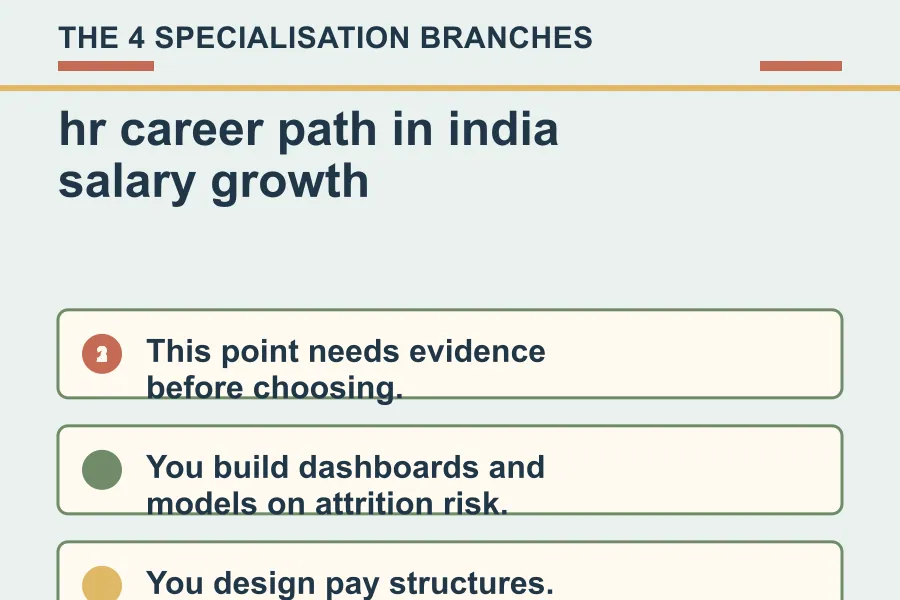 THE 4 SPECIALISATION BRANCHES
hr career path in india
salary growth
This point needs evidence
before choosing.
You build dashboards and
models on attrition risk.
You design pay structures.